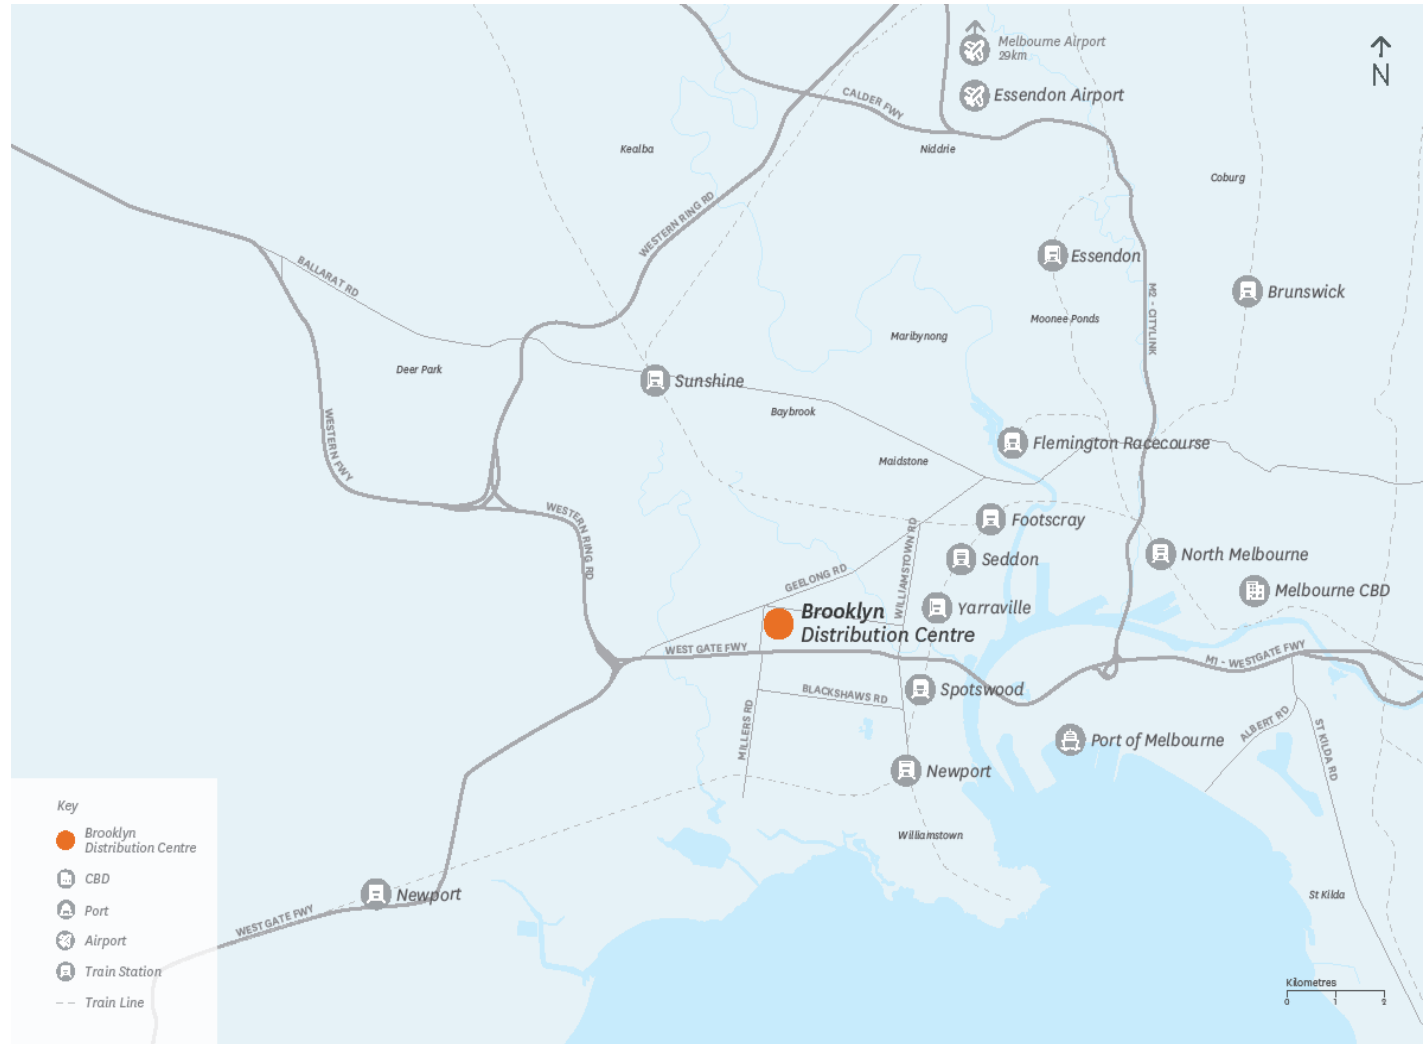 Melbourne Airport
29km
N
Essendon Airport
CALDER FWY
Kealba
Niddrie
Coburg
WESTERN RING RD
Essendon
BALLARAT RD
Brunswick
M2 - CITYLINK
Moonee Ponds
Maribynong
Deer Park
Sunshine
Baybrook
WESTERN FWY
Flemington Racecourse
Maidstone
WESTERN RING RD
Footscray
WILLIAMSTOWN RD
North Melbourne
Seddon
GEELONG RD
Melbourne CBD
Yarraville
Brooklyn
Distribution Centre
WEST GATE FWY
M1 - WESTGATE FWY
BLACKSHAWS RD
Spotswood
MILLERS RD
ALBERT RD
ST KILDA RD
Port of Melbourne
Newport
Williamstown
St Kilda
Newport
WEST GATE FWY
Key
Brooklyn
Distribution Centre
CBD
Port
Airport
Train Station
Train Line
Kilometres
0 1 2